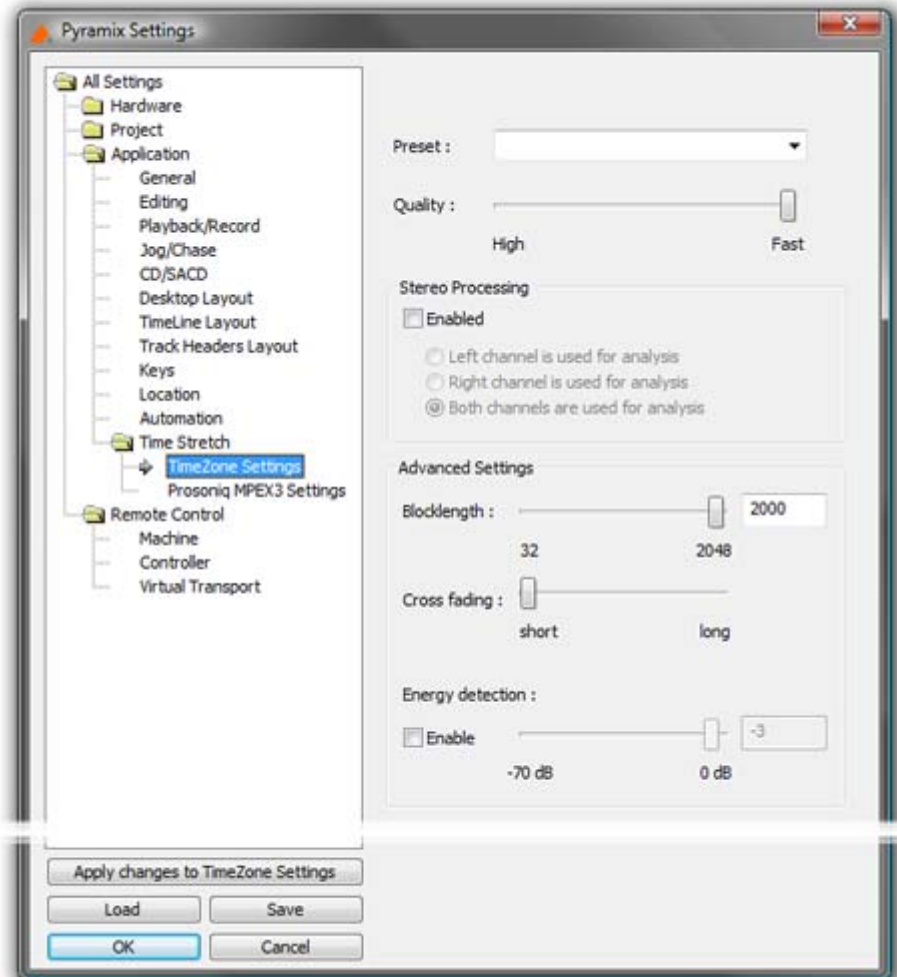 Pyramix Settings
All Settings
Hardware
Project
Application
General
Editing
Playback/Record
Jog/Chase
CD/SACD
Desktop Layout
TimeLine Layout
Track Headers Layout
Keys
Location
Automation
Time Stretch
TimeZone Settings
Prosoniq MPEX3 Settings
Remote Control
Machine
Controller
Virtual Transport
Preset :
Quality :
High Fast
Stereo Processing
Enabled
Left channel is used for analysis
Right channel is used for analysis
Both channels are used for analysis
Advanced Settings
Blocklength : 2000
32 2048
Cross fading :
short long
Energy detection :
Enable -3
-70 dB 0 dB
Apply changes to TimeZone Settings
Load Save
OK Cancel